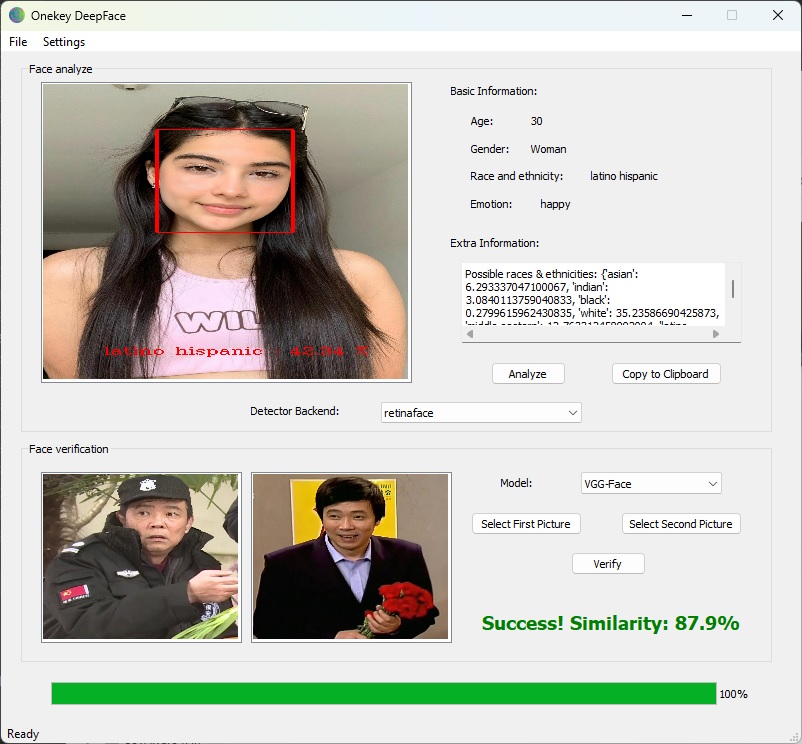 Onekey DeepFace
File Settings
Face analyze
WIL
latino hispanic
Basic Information:
Age: 30
Gender: Woman
Race and ethnicity: latino hispanic
Emotion: happy
Extra Information:
Possible races & ethnicities: {'asian':
6.293337047100067, 'indian':
3.0840113759040833, 'black':
0.2799615962430835, 'white': 35.23586690425873,
Analyze
Copy to Clipboard
Detector Backend: retinaface
Face verification
Model: VGG-Face
Select First Picture
Select Second Picture
Verify
Success! Similarity: 87.9%
100%
Ready